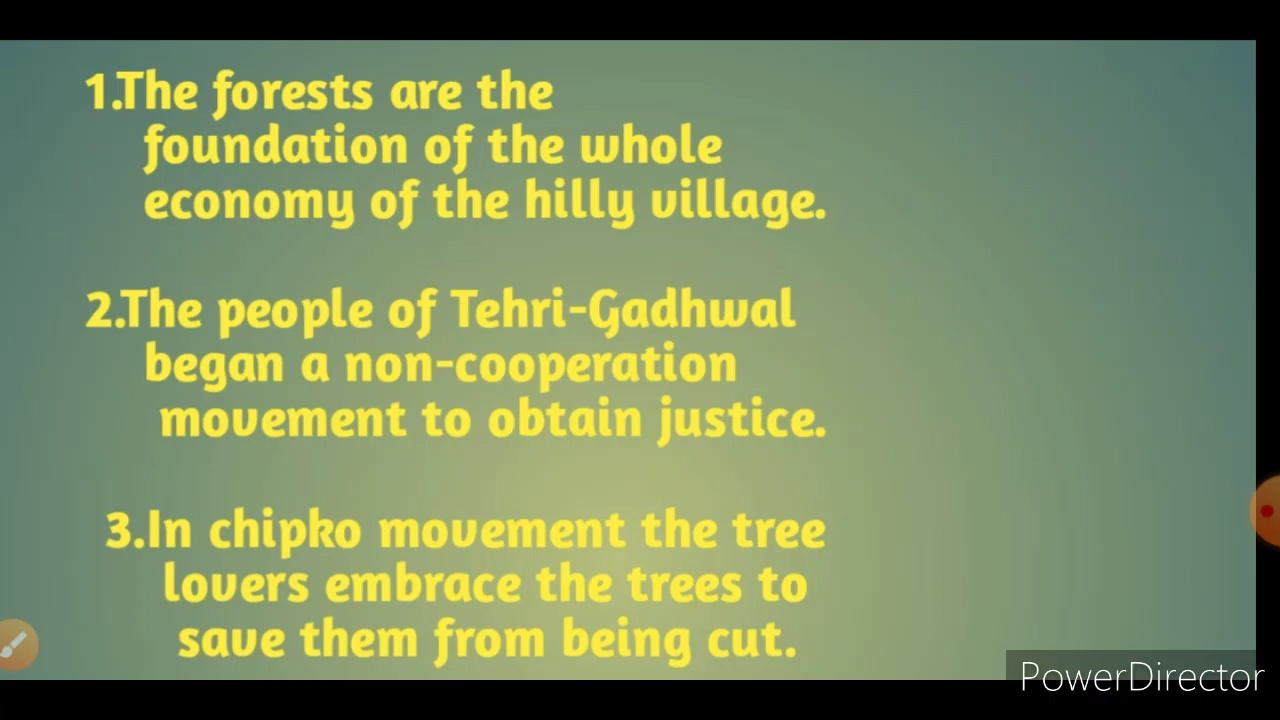 1.The forests are the
foundation of the whole
economy of the hilly village.
2.The people of Tehri-Gadhwal
began a non-cooperation
movement to obtain justice.
3.In chipko movement the tree
lovers embrace the trees to
save them from being cut.
PowerDirector